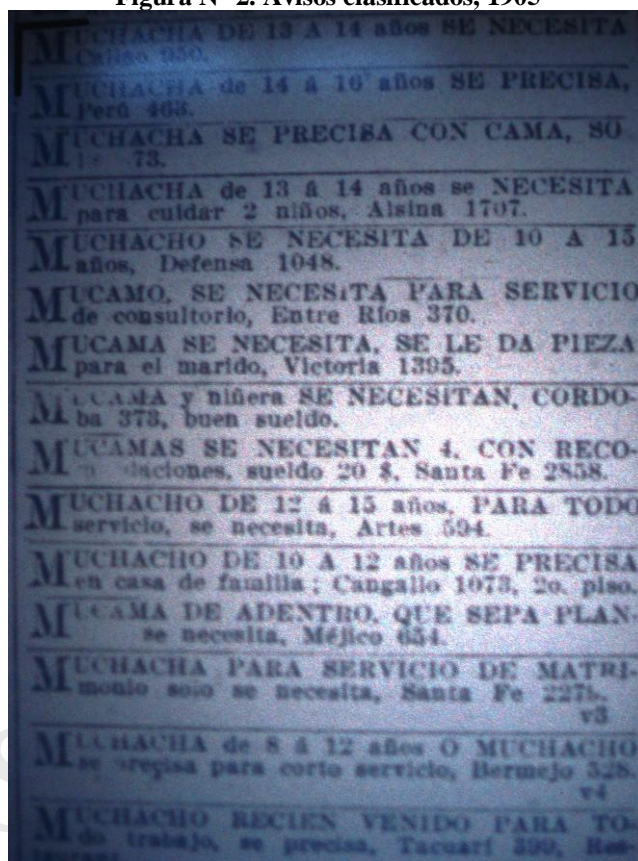 Figura N° 2. Avisos clasificados, 1905
MUCHACHA DE 13 A 14 años SE NECESITA
Callao 950.
MUCHACHA de 14 á 16 años SE PRECISA,
Perú 463.
MUCHACHA SE PRECISA CON CAMA, SO
73.
MUCHACHA de 13 á 14 años se NECESITA
para cuidar 2 niños, Alsina 1707.
MUCHACHO SE NECESITA DE 10 A 15
años, Defensa 1048.
MUCAMO, SE NECESITA PARA SERVICIO
de consultorio, Entre Ríos 370.
MUCAMA SE NECESITA, SE LE DA PIEZA
para el marido, Victoria 1395.
MUCAMA y niñera SE NECESITAN, CORDO-
ba 373, buen sueldo.
MUCAMAS SE NECESITAN 4, CON RECO-
daciones, sueldo 20 $, Santa Fe 2858.
MUCHACHO DE 12 á 15 años, PARA TODO
servicio, se necesita, Artes 594.
MUCHACHO DE 10 A 12 años SE PRECISA
en casa de familia; Cangallo 1073, 2o. piso.
MUCAMA DE ADENTRO, QUE SEPA PLAN-
se necesita, Méjico 654.
MUCHACHA PARA SERVICIO DE MATRI-
monio solo se necesita, Santa Fe
v3
MUCHACHA de 8 á 12 años O MUCHACHO
se precisa para corto servicio, Bermejo 528.
v4
MUCHACHO RECIEN VENIDO PARA TO-
do trabajo, se precisa, Tacuarí 399, Res-